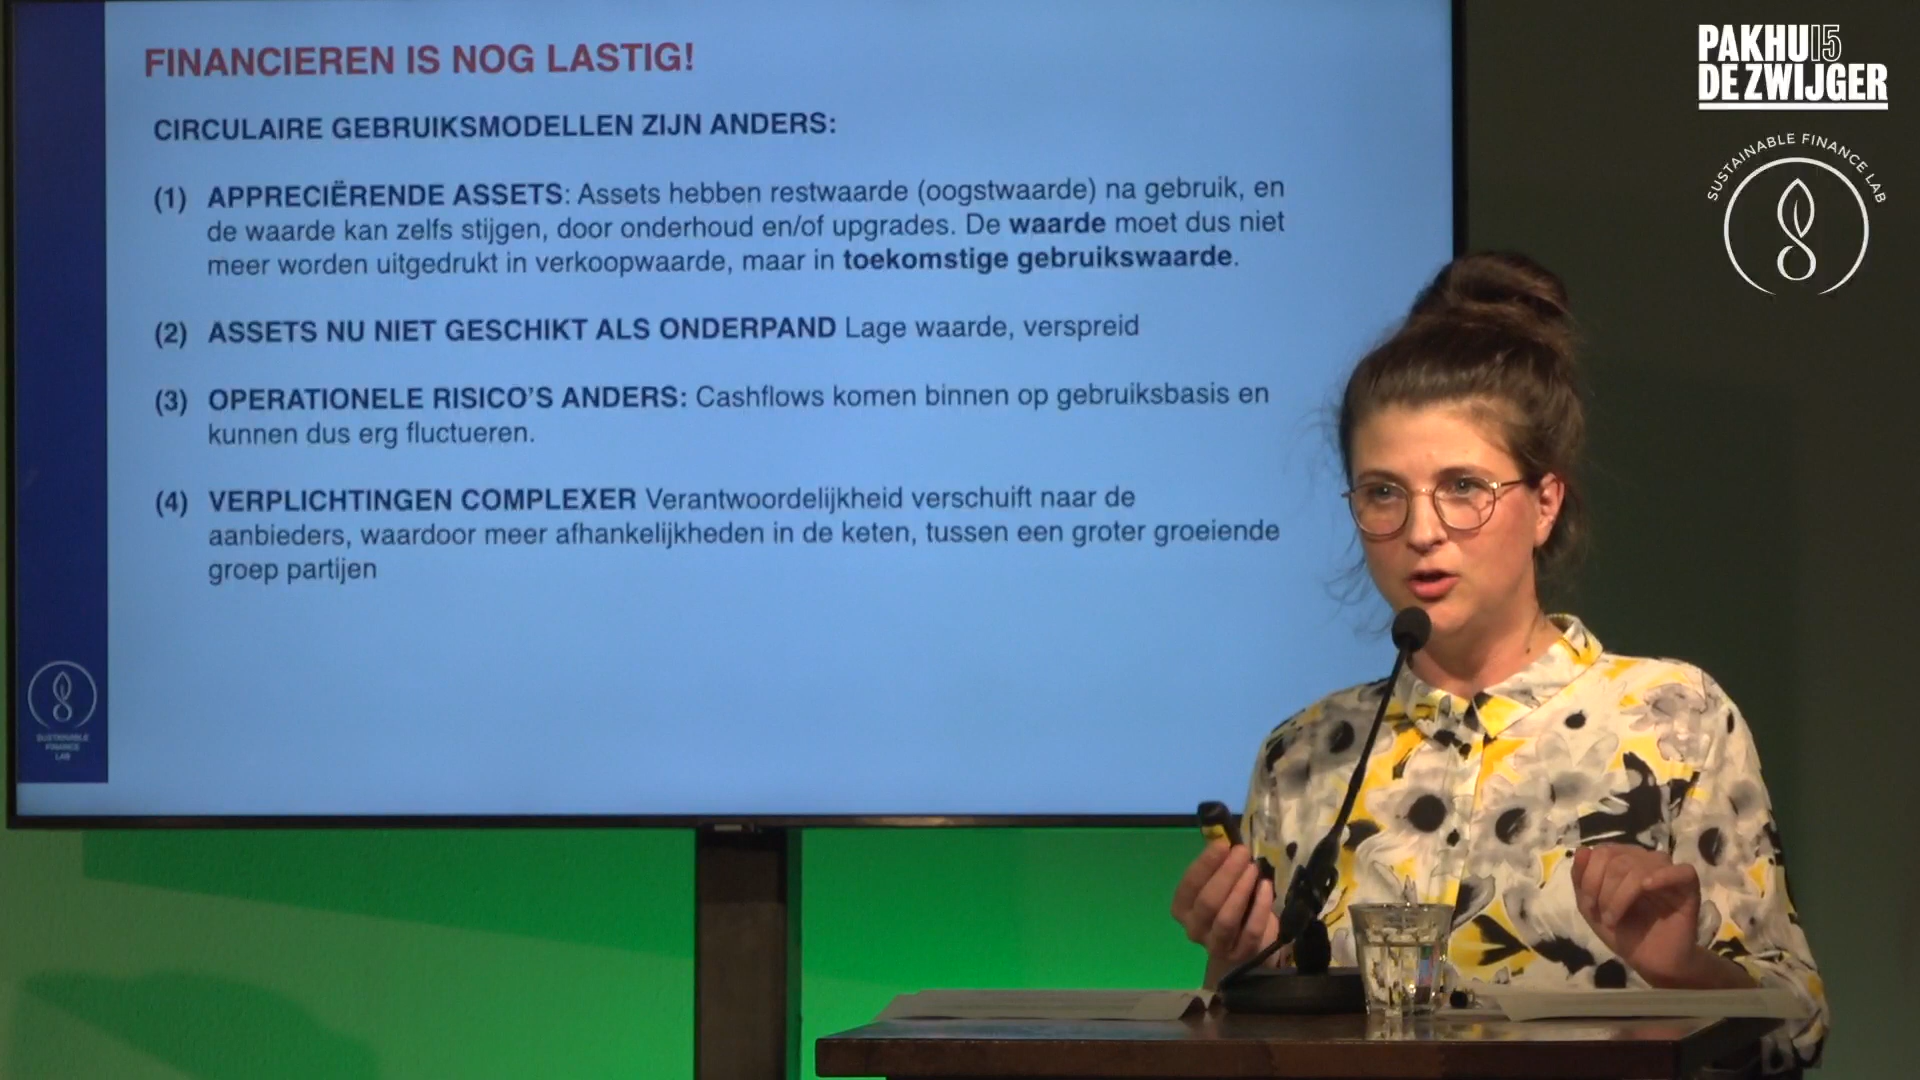 FINANCIEREN IS NOG LASTIG!
CIRCULAIRE GEBRUIKSMODELLEN ZIJN ANDERS:
(1) APPRECIËRENDE ASSETS: Assets hebben restwaarde (oogstwaarde) na gebruik, en
de waarde kan zelfs stijgen, door onderhoud en/of upgrades. De waarde moet dus niet
meer worden uitgedrukt in verkoopwaarde, maar in toekomstige gebruikswaarde.
(2) ASSETS NU NIET GESCHIKT ALS ONDERPAND Lage waarde, verspreid
(3) OPERATIONELE RISICO'S ANDERS: Cashflows komen binnen op gebruiksbasis en
kunnen dus erg fluctueren.
(4) VERPLICHTINGEN COMPLEXER Verantwoordelijkheid verschuift naar de
aanbieders, waardoor meer afhankelijkheden in de keten, tussen een groter groeiende
groep partijen
SUSTAINABLE
FINANCE
LAB
PAKHU15
DE ZWIJGER
SUSTAINABLE FINANCE LAB